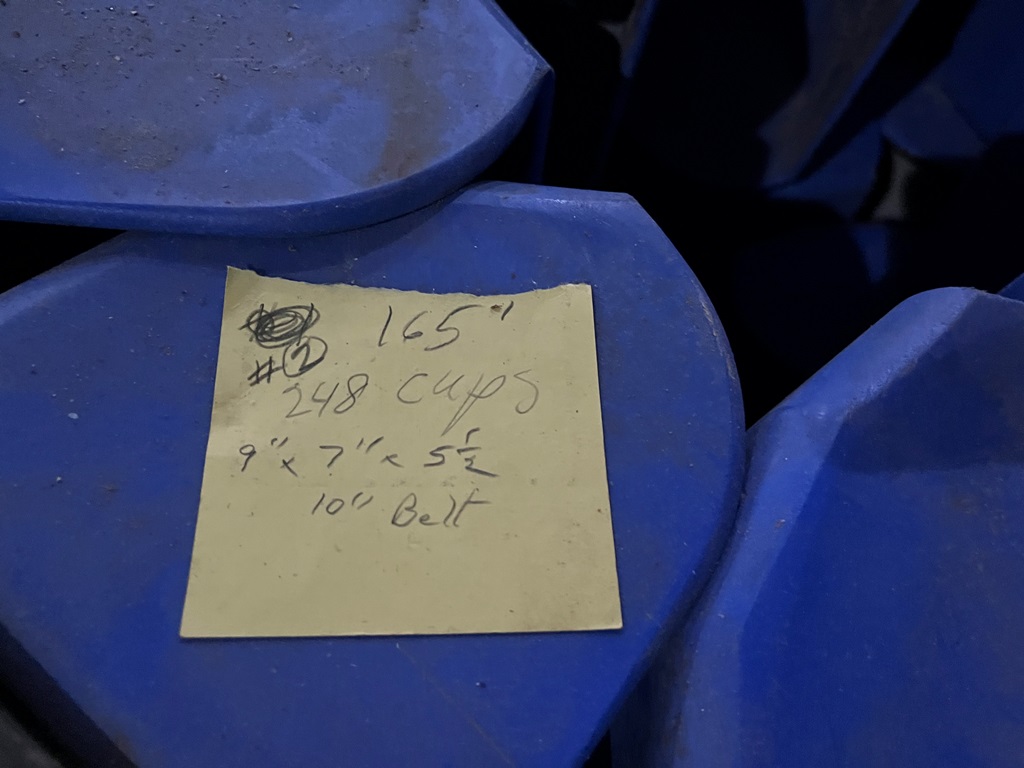 165'
#2
248 cups
9" x 7" x 5 1/2
10" Belt